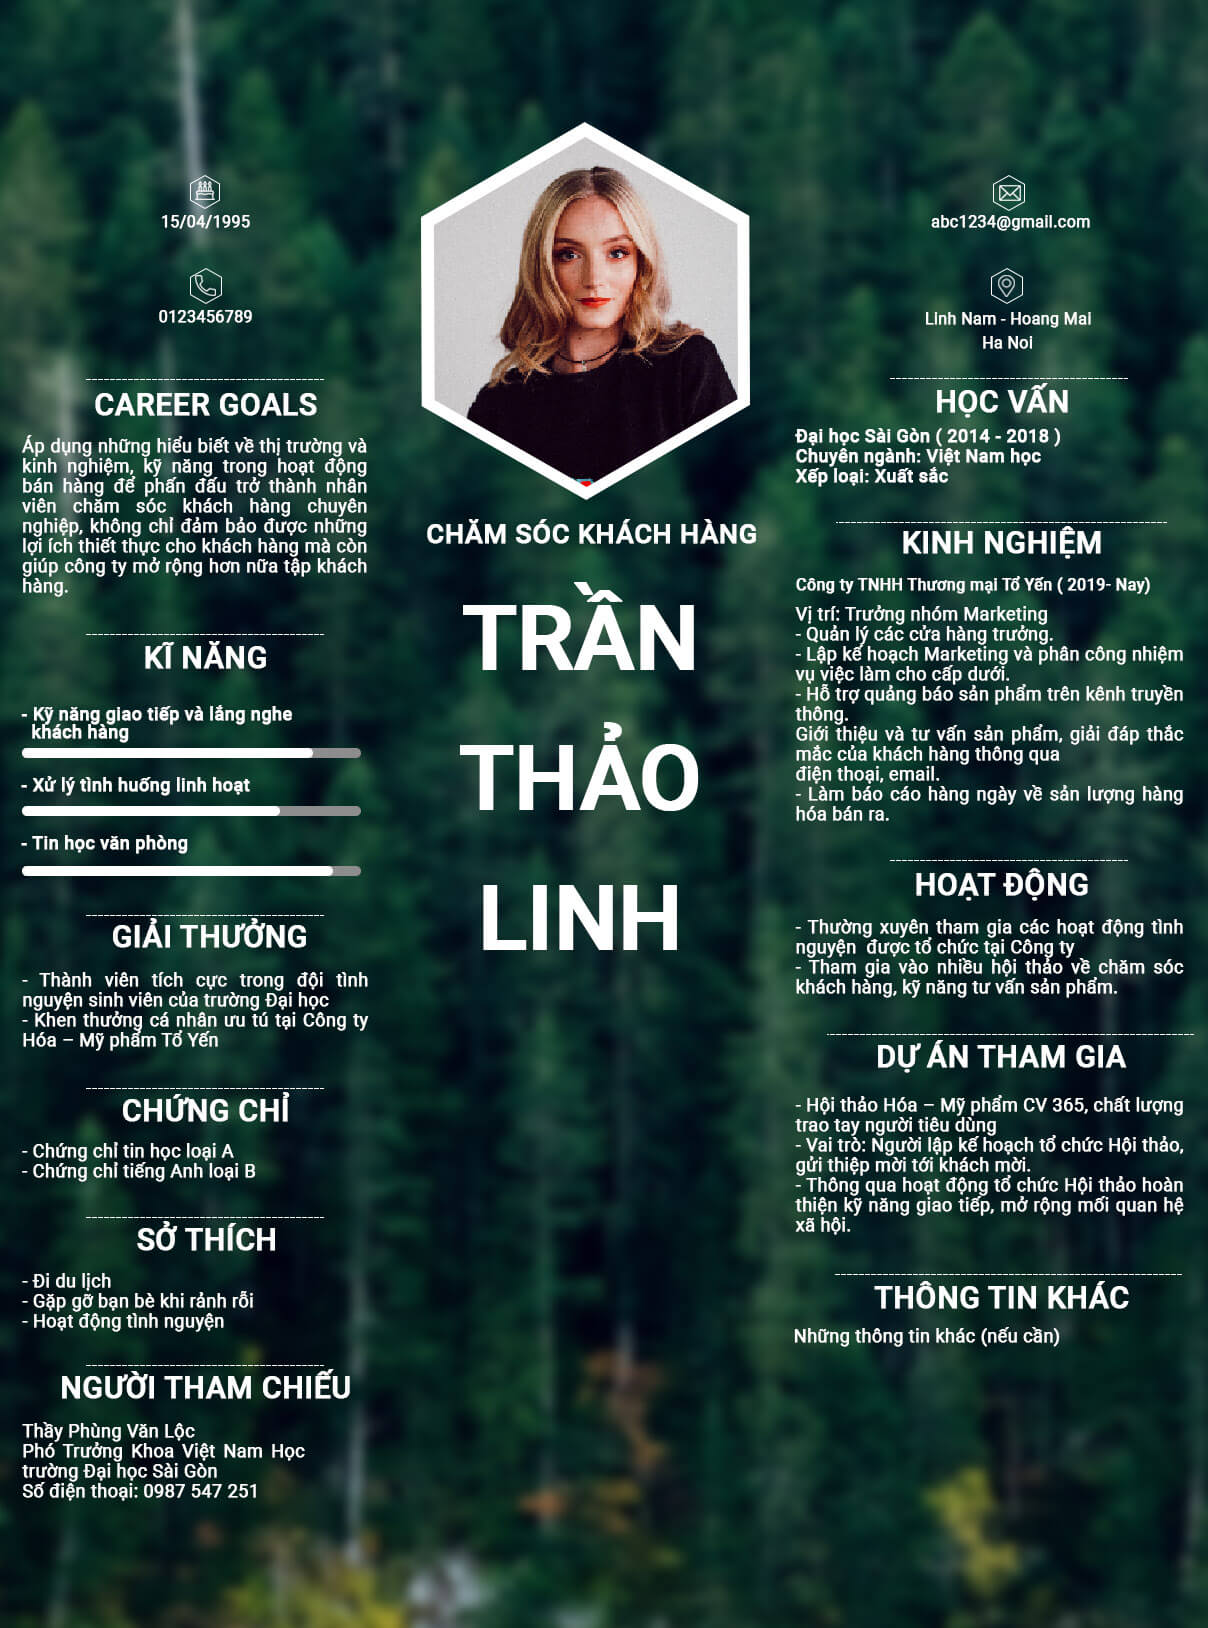 15/04/1995
0123456789
CAREER GOALS
Áp dụng những hiểu biết về thị trường và
kinh nghiệm, kỹ năng trong hoạt động
bán hàng để phấn đấu trở thành nhân
viên chăm sóc khách hàng chuyên
nghiệp, không chỉ đảm bảo được những
lợi ích thiết thực cho khách hàng mà còn
giúp công ty mở rộng hơn nữa tập khách
hàng.
KĨ NĂNG
- Kỹ năng giao tiếp và lắng nghe
khách hàng
- Xử lý tình huống linh hoạt
- Tin học văn phòng
GIẢI THƯỞNG
- Thành viên tích cực trong đội tình
nguyện sinh viên của trường Đại học
- Khen thưởng cá nhân ưu tú tại Công ty
Hóa – Mỹ phẩm Tổ Yến
CHỨNG CHỈ
- Chứng chỉ tin học loại A
- Chứng chỉ tiếng Anh loại B
SỞ THÍCH
- Đi du lịch
- Gặp gỡ bạn bè khi rảnh rỗi
- Hoạt động tình nguyện
NGƯỜI THAM CHIẾU
Thầy Phùng Văn Lộc
Phó Trưởng Khoa Việt Nam Học
trường Đại học Sài Gòn
Số điện thoại: 0987 547 251
CHĂM SÓC KHÁCH HÀNG
TRẦN
THẢO
LINH
abc1234@gmail.com
Linh Nam - Hoang Mai
Ha Noi
HỌC VẤN
Đại học Sài Gòn ( 2014 - 2018 )
Chuyên ngành: Việt Nam học
Xếp loại: Xuất sắc
KINH NGHIỆM
Công ty TNHH Thương mại Tổ Yến ( 2019- Nay)
Vị trí: Trưởng nhóm Marketing
- Quản lý các cửa hàng trưởng.
- Lập kế hoạch Marketing và phân công nhiệm
vụ việc làm cho cấp dưới.
- Hỗ trợ quảng báo sản phẩm trên kênh truyền
thông.
Giới thiệu và tư vấn sản phẩm, giải đáp thắc
mắc của khách hàng thông qua
điện thoại, email.
- Làm báo cáo hàng ngày về sản lượng hàng
hóa bán ra.
HOẠT ĐỘNG
- Thường xuyên tham gia các hoạt động tình
nguyện  được tổ chức tại Công ty
- Tham gia vào nhiều hội thảo về chăm sóc
khách hàng, kỹ năng tư vấn sản phẩm.
DỰ ÁN THAM GIA
- Hội thảo Hóa – Mỹ phẩm CV 365, chất lượng
trao tay người tiêu dùng
- Vai trò: Người lập kế hoạch tổ chức Hội thảo,
gửi thiệp mời tới khách mời.
- Thông qua hoạt động tổ chức Hội thảo hoàn
thiện kỹ năng giao tiếp, mở rộng mối quan hệ
xã hội.
THÔNG TIN KHÁC
Những thông tin khác (nếu cần)